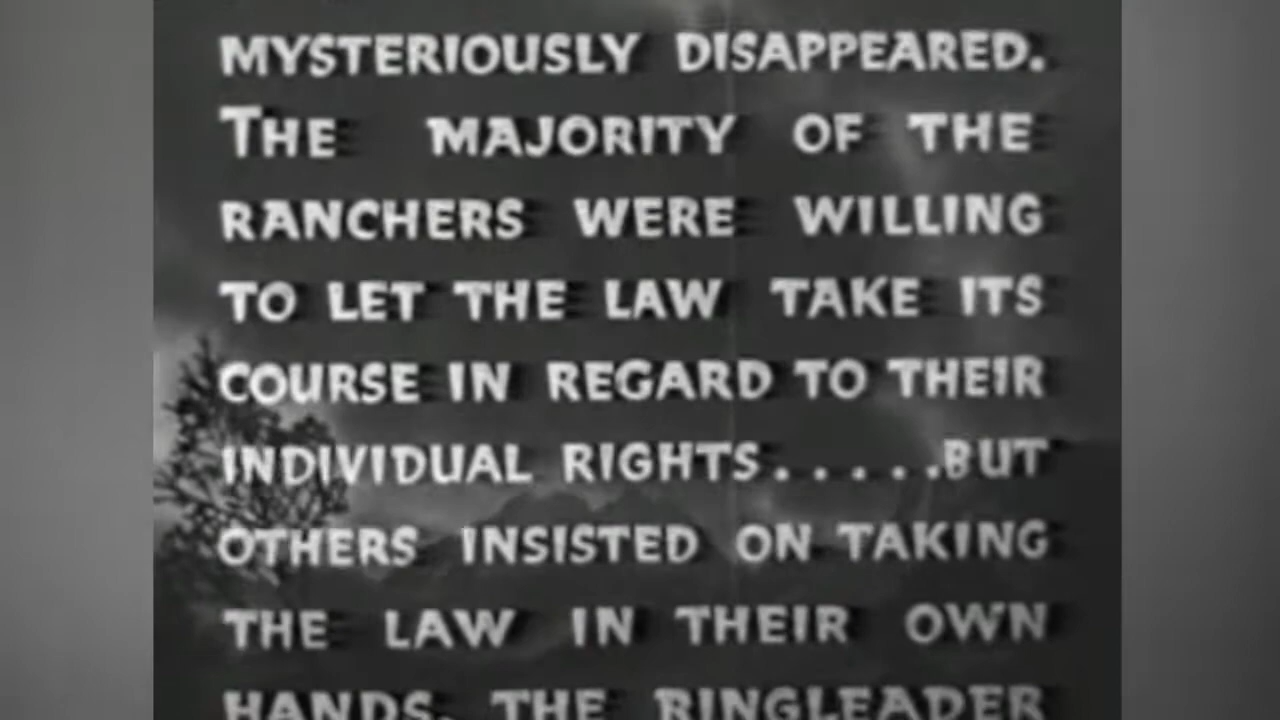 MYSTERIOUSLY DISAPPEARED.
THE MAJORITY OF THE
RANCHERS WERE WILLING
TO LET THE LAW TAKE ITS
COURSE IN REGARD TO THEIR
INDIVIDUAL RIGHTS.....BUT
OTHERS INSISTED ON TAKING
THE LAW IN THEIR OWN
HANDS. THE RINGLEADER